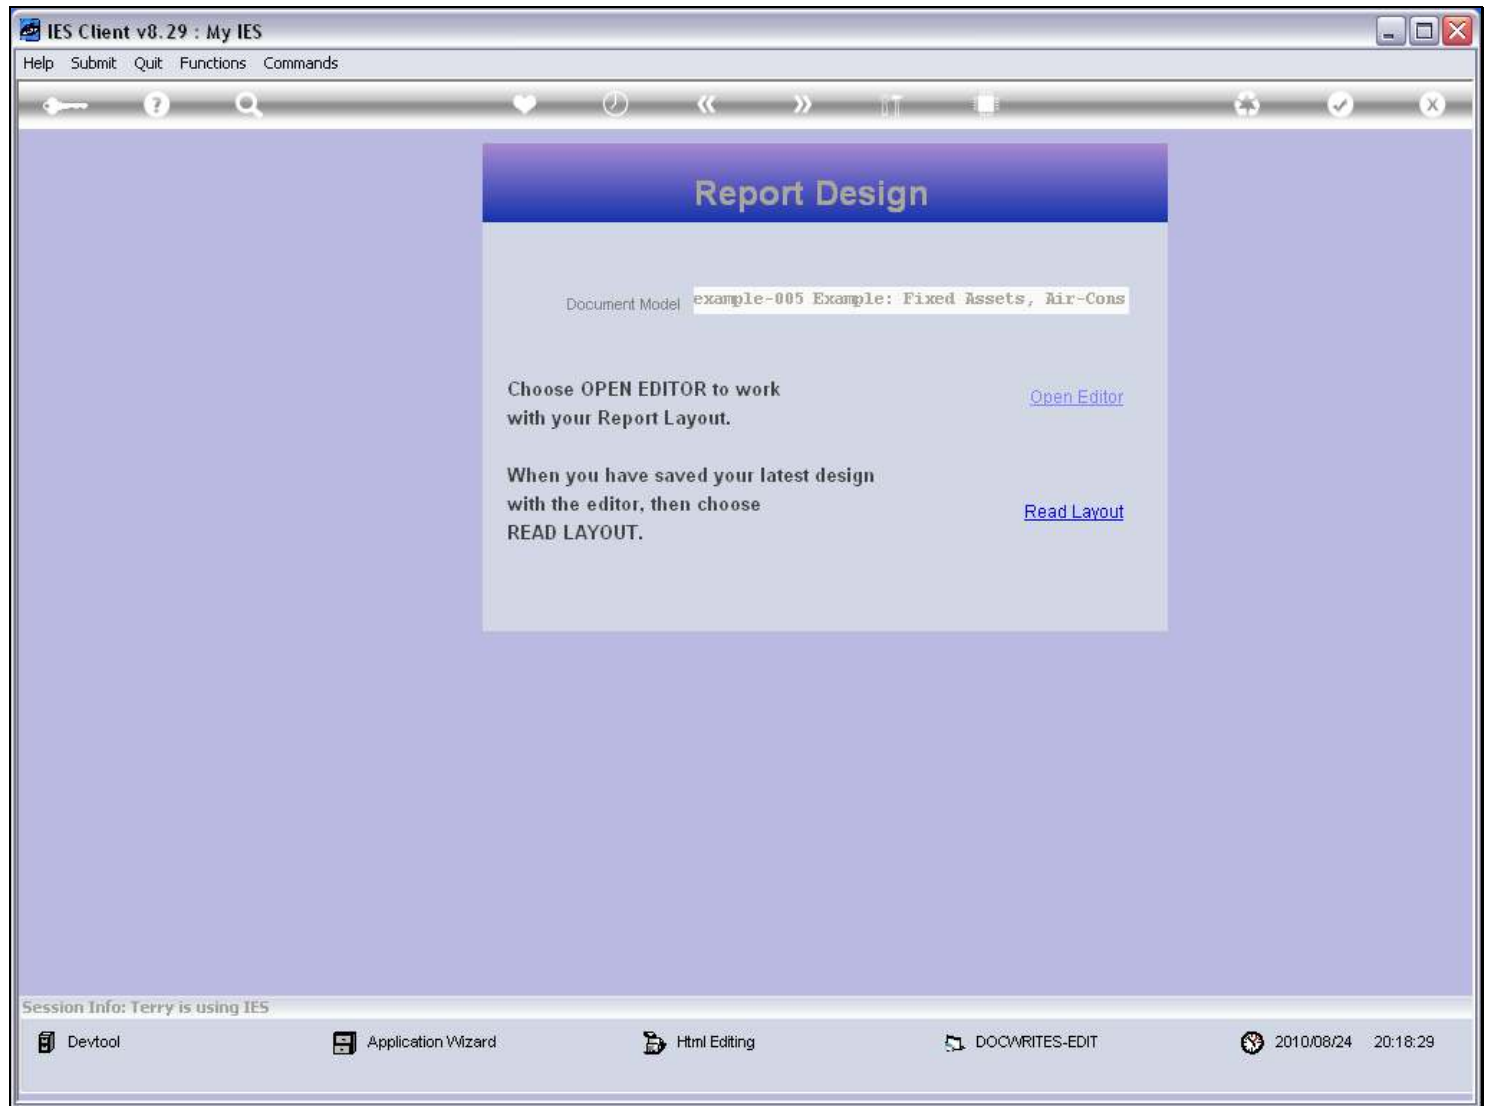 IES Client v8.29 : My IES
Help Submit Quit Functions Commands
Report Design
Document Model example-005 Example: Fixed Assets, Air-Cons
Choose OPEN EDITOR to work
with your Report Layout.
Open Editor
When you have saved your latest design
with the editor, then choose
READ LAYOUT.
Read Layout
Session Info: Terry is using IES
Devtool Application Wizard Html Editing DOCWRITES-EDIT 2010/08/24 20:18:29